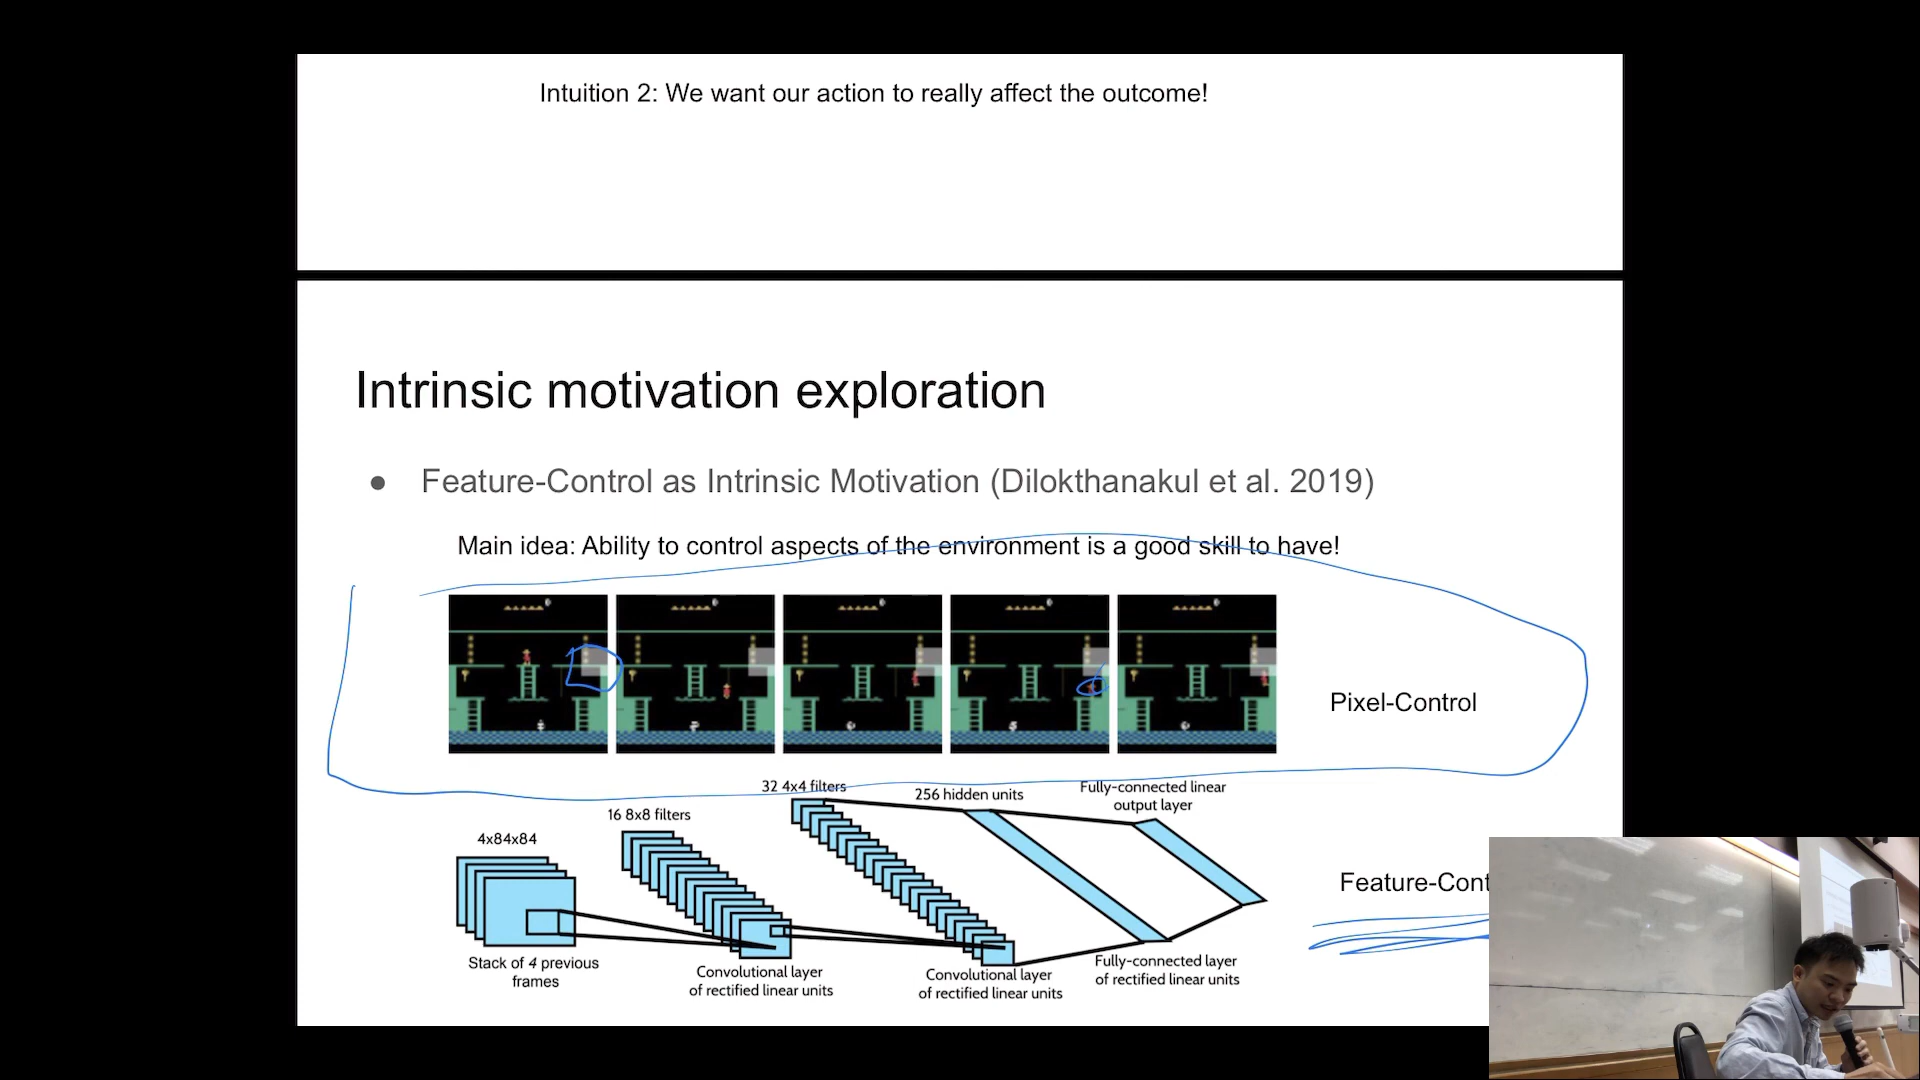 Intuition 2: We want our action to really affect the outcome!
Intrinsic motivation exploration
● Feature-Control as Intrinsic Motivation (Dilokthanakul et al. 2019)
Main idea: Ability to control aspects of the environment is a good skill to have!
Pixel-Control
4x84x84
16 8x8 filters
32 4x4 filters
256 hidden units
Fully-connected linear
output layer
Feature-Cont
Stack of 4 previous
frames
Convolutional layer
of rectified linear units
Convolutional layer
of rectified linear units
Fully-connected layer
of rectified linear units